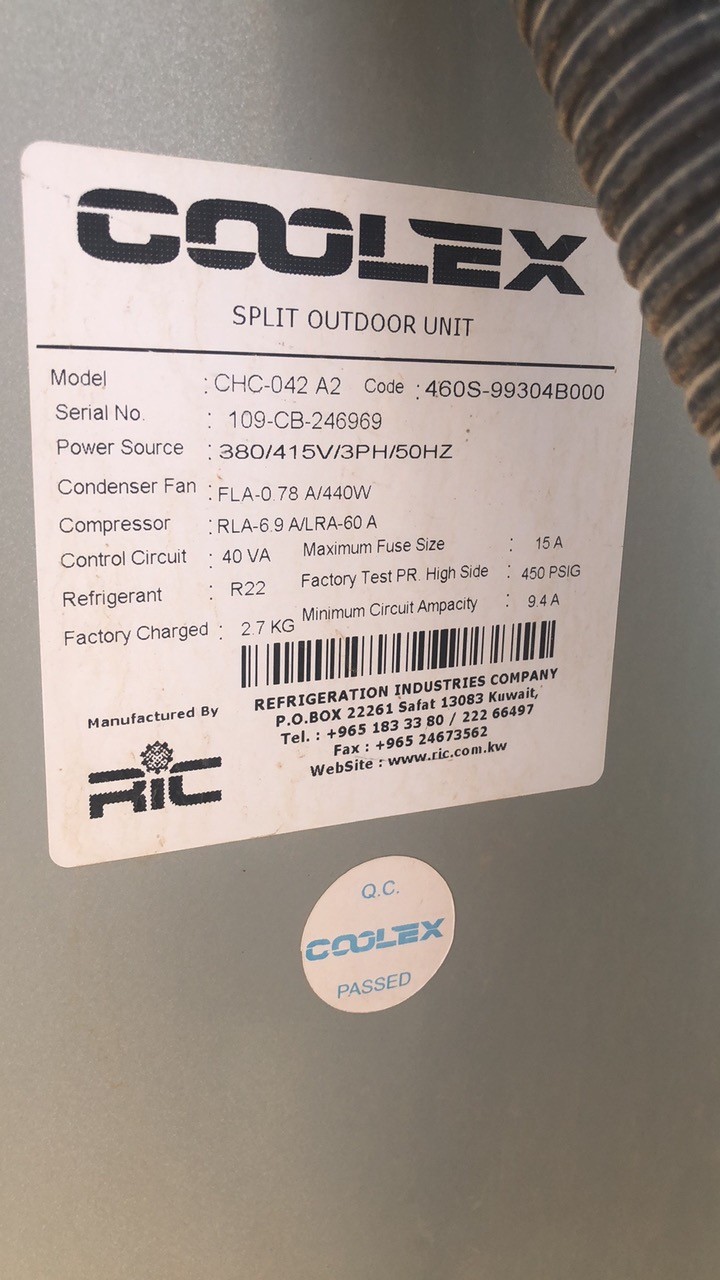 COOLEX
SPLIT OUTDOOR UNIT
Model : CHC-042 A2 Code : 460S-99304B000
Serial No. : 109-CB-246969
Power Source : 380/415V/3PH/50HZ
Condenser Fan : FLA-0.78 A/440W
Compressor : RLA-6.9 A/LRA-60 A
Control Circuit : 40 VA Maximum Fuse Size : 15 A
Refrigerant : R22 Factory Test PR. High Side : 450 PSIG
Factory Charged : 2.7 KG Minimum Circuit Ampacity : 9.4 A
Manufactured By
RIC
REFRIGERATION INDUSTRIES COMPANY
P.O.BOX 22261 Safat 13083 Kuwait,
Tel. : +965 183 33 80 / 222 66497
Fax : +965 24673562
WebSite : www.ric.com.kw
Q.C.
COOLEX
PASSED